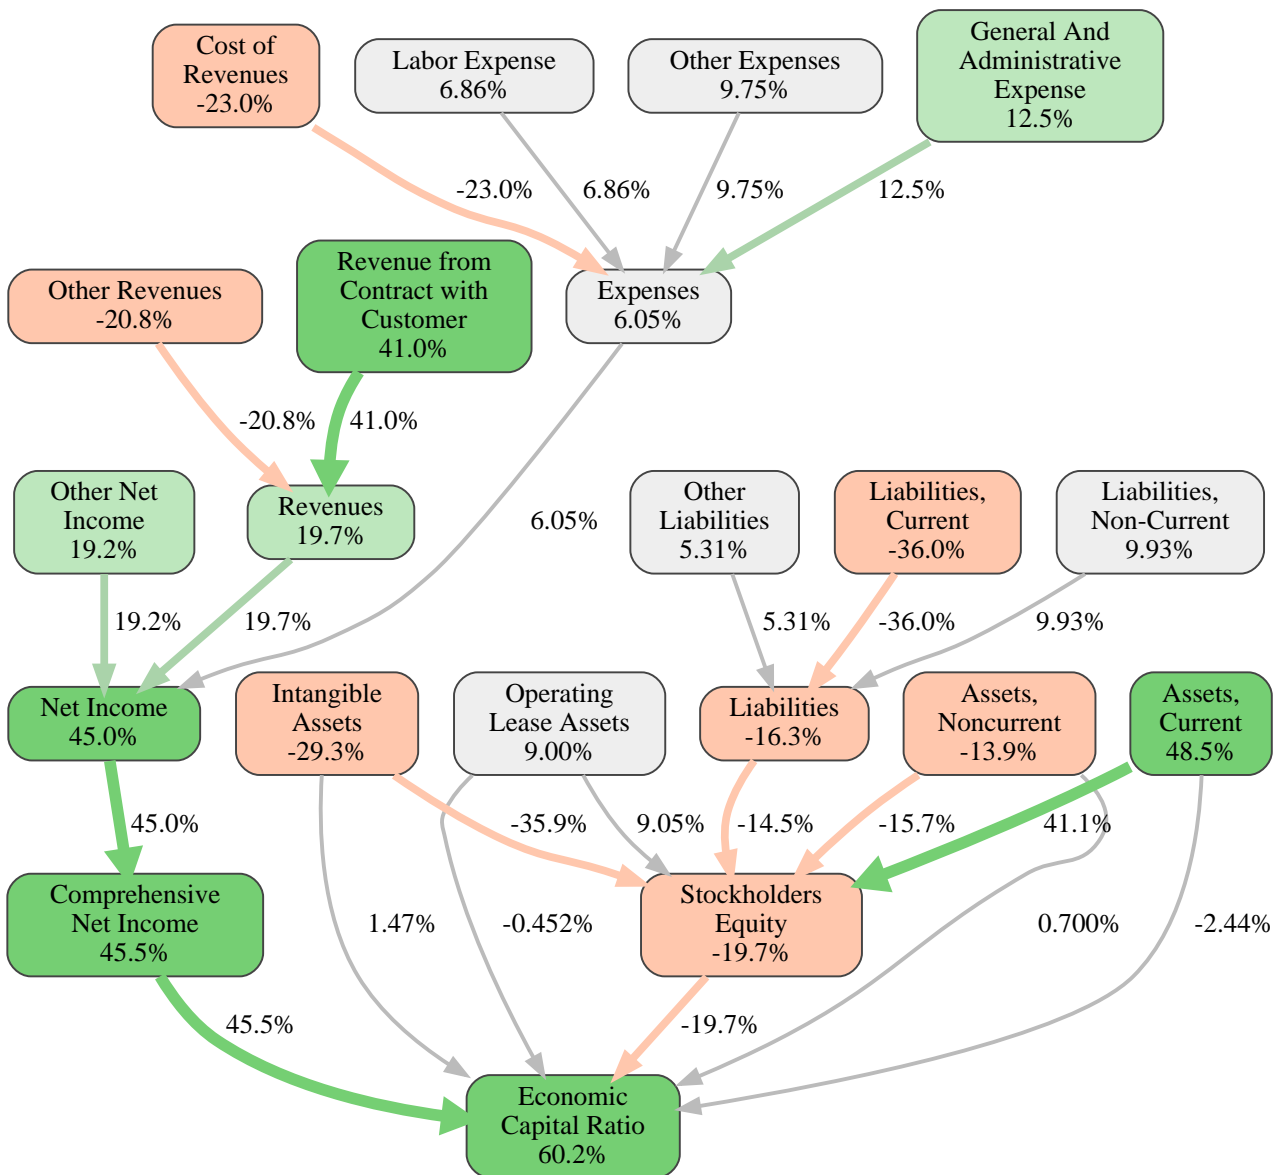 Cost of
Revenues
-23.0%
Labor Expense
6.86%
Other Expenses
9.75%
General And
Administrative
Expense
12.5%
-23.0%
6.86%
9.75%
12.5%
Other Revenues
-20.8%
Revenue from
Contract with
Customer
41.0%
Expenses
6.05%
-20.8%
41.0%
6.05%
Other Net
Income
19.2%
Revenues
19.7%
Other
Liabilities
5.31%
Liabilities,
Current
-36.0%
Liabilities,
Non-Current
9.93%
19.2%
19.7%
5.31%
-36.0%
9.93%
Net Income
45.0%
Intangible
Assets
-29.3%
Operating
Lease Assets
9.00%
Liabilities
-16.3%
Assets,
Noncurrent
-13.9%
Assets,
Current
48.5%
45.0%
-35.9%
9.05%
-14.5%
-15.7%
41.1%
Comprehensive
Net Income
45.5%
1.47%
-0.452%
Stockholders
Equity
-19.7%
0.700%
-2.44%
45.5%
-19.7%
Economic
Capital Ratio
60.2%